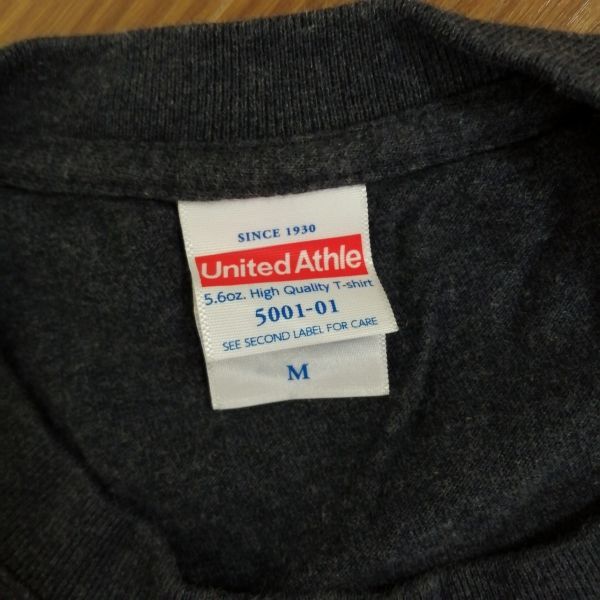 SINCE 1930
United Athle
5.6oz. High Quality T-shirt
5001-01
SEE SECOND LABEL FOR CARE
M